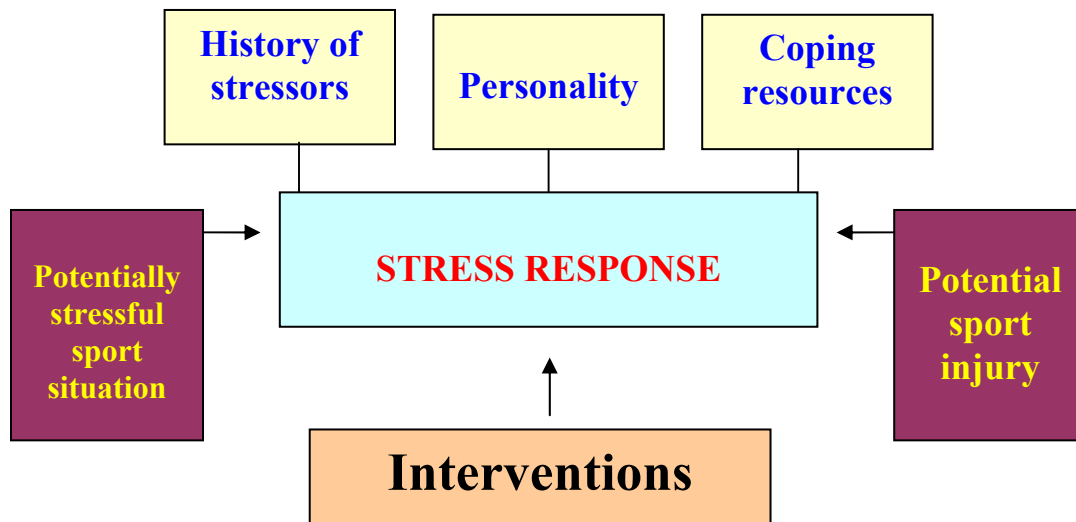 History of
stressors
Personality
Coping
resources
Potentially
stressful
sport
situation
STRESS RESPONSE
Potential
sport
injury
Interventions